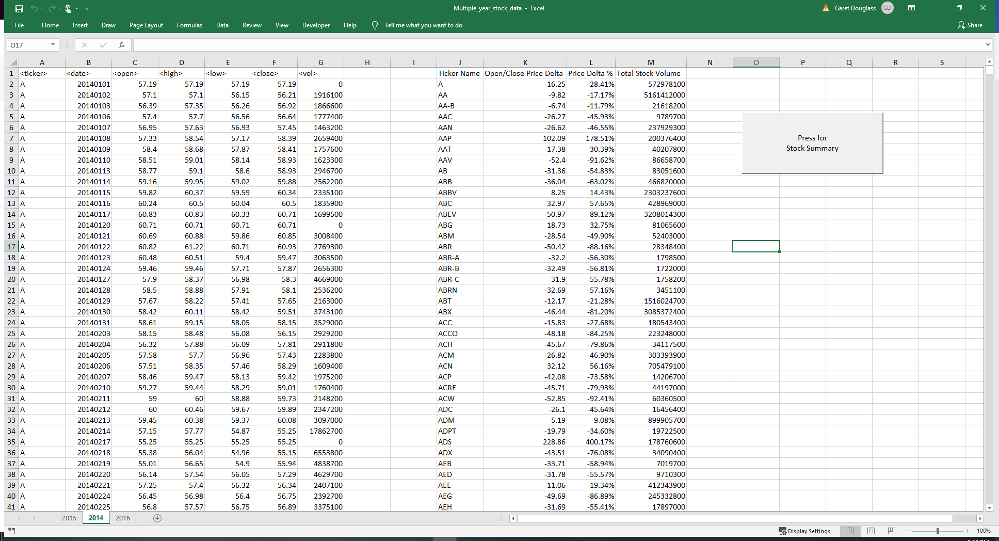 Multiple_year_stock_data - Excel
Garet Douglass GD
File Home Insert Draw Page Layout Formulas Data Review View Developer Help Tell me what you want to do Share
O17 fx
A B C D E F G H I J K L M N O P Q R S
1 <ticker> <date> <open> <high> <low> <close> <vol> Ticker Name Open/Close Price Delta Price Delta % Total Stock Volume
2 A 20140101 57.19 57.19 57.19 57.19 0 A -16.25 -28.41% 572978100
3 A 20140102 57.1 57.1 56.15 56.21 1916100 AA -9.82 -17.17% 5161412000
4 A 20140103 56.39 57.35 56.26 56.92 1866600 AA-B -6.74 -11.79% 21618200
5 A 20140106 57.4 57.7 56.56 56.64 1777400 AAC -26.27 -45.93% 9789700
6 A 20140107 56.95 57.63 56.93 57.45 1463200 AAN -26.62 -46.55% 237929300
7 A 20140108 57.33 58.54 57.17 58.39 2659400 AAP 102.09 178.51% 200376400
8 A 20140109 58.4 58.68 57.87 58.41 1757600 AAT -17.38 -30.39% 40207800
9 A 20140110 58.51 59.01 58.14 58.93 1623300 AAV -52.4 -91.62% 86658700
10 A 20140113 58.77 59.1 58.6 58.93 2946700 AB -31.36 -54.83% 83051600
11 A 20140114 59.16 59.95 59.02 59.88 2562200 ABB -36.04 -63.02% 466820000
12 A 20140115 59.82 60.37 59.59 60.34 2335100 ABBV 8.25 14.43% 2303237600
13 A 20140116 60.24 60.5 60.04 60.5 1835900 ABC 32.97 57.65% 428969000
14 A 20140117 60.83 60.83 60.33 60.71 1699500 ABEV -50.97 -89.12% 3208014300
15 A 20140120 60.71 60.71 60.71 60.71 0 ABG 18.73 32.75% 81065600
16 A 20140121 60.69 60.88 59.86 60.85 3008400 ABM -28.54 -49.90% 52403000
17 A 20140122 60.82 61.22 60.71 60.93 2769300 ABR -50.42 -88.16% 28348400
18 A 20140123 60.48 60.51 59.4 59.47 3063500 ABR-A -32.2 -56.30% 1798500
19 A 20140124 59.46 59.46 57.71 57.87 2656300 ABR-B -32.49 -56.81% 1722000
20 A 20140127 57.9 58.37 56.98 58.3 4669000 ABR-C -31.9 -55.78% 1758200
21 A 20140128 58.5 58.88 57.91 58.1 2536200 ABRN -32.69 -57.16% 3451100
22 A 20140129 57.67 58.22 57.41 57.65 2163000 ABT -12.17 -21.28% 1516024700
23 A 20140130 58.42 60.11 58.42 59.51 3743100 ABX -46.44 -81.20% 3085372400
24 A 20140131 58.61 59.15 58.05 58.15 3529000 ACC -15.83 -27.68% 180543400
25 A 20140203 58.15 58.48 56.08 56.15 2929200 ACCO -48.18 -84.25% 223248000
26 A 20140204 56.32 57.88 56.09 57.81 2911800 ACH -45.67 -79.86% 34117500
27 A 20140205 57.58 57.7 56.96 57.43 2283800 ACM -26.82 -46.90% 303393900
28 A 20140206 57.51 58.35 57.46 58.29 1609400 ACN 32.12 56.16% 705479100
29 A 20140207 58.46 59.47 58.13 59.42 1975200 ACP -42.08 -73.58% 14206700
30 A 20140210 59.27 59.44 58.29 59.01 1760400 ACRE -45.71 -79.93% 44197000
31 A 20140211 59 60 58.88 59.73 2148200 ACW -52.85 -92.41% 60360500
32 A 20140212 60 60.46 59.67 59.89 2347200 ADC -26.1 -45.64% 16456400
33 A 20140213 59.45 60.38 59.37 60.08 3097000 ADM -5.19 -9.08% 899905700
34 A 20140214 57.15 57.77 54.87 55.25 17862700 ADPT -19.79 -34.60% 19722500
35 A 20140217 55.25 55.25 55.25 55.25 0 ADS 228.86 400.17% 178760600
36 A 20140218 55.38 56.04 54.96 55.15 6553800 ADX -43.51 -76.08% 34090400
37 A 20140219 55.01 56.65 54.9 55.94 4838700 AEB -33.71 -58.94% 7019700
38 A 20140220 56.14 57.54 56.05 57.29 4629700 AED -31.78 -55.57% 9710300
39 A 20140221 57.25 57.4 56.32 56.34 2407100 AEE -11.06 -19.34% 412343900
40 A 20140224 56.45 56.98 56.4 56.75 2392700 AEG -49.69 -86.89% 245332800
41 A 20140225 56.8 57.57 56.75 56.89 3375100 AEH -31.69 -55.41% 17897000
Press for
Stock Summary
2015 2014 2016
Display Settings 100%